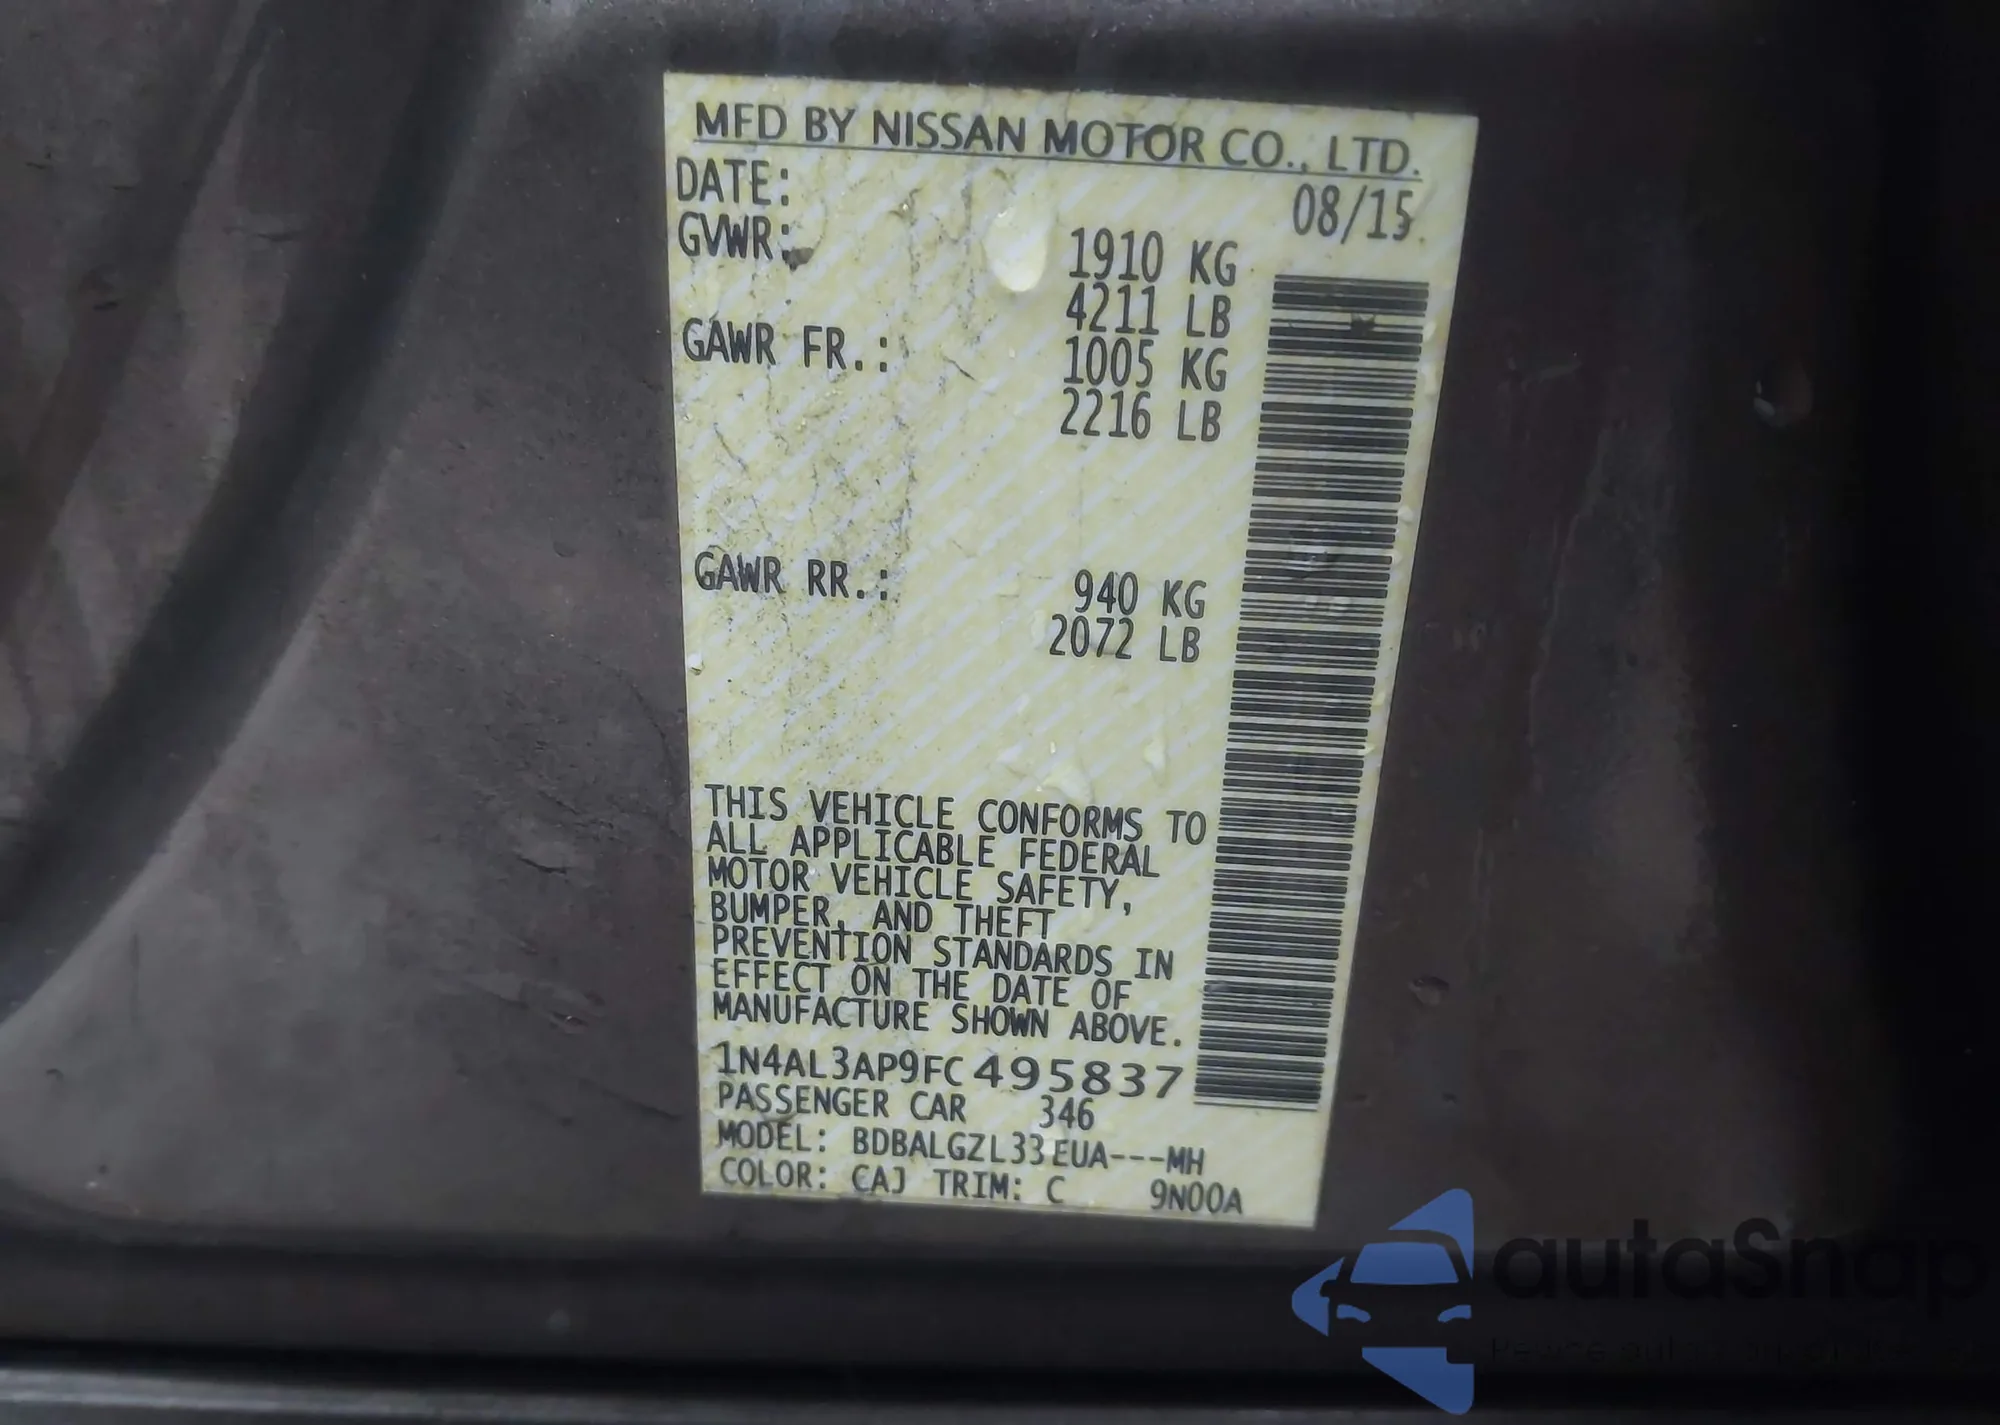 MFD BY NISSAN MOTOR CO., LTD.
DATE: 08/15
GVWR: 1910 KG
4211 LB
GAWR FR.: 1005 KG
2216 LB
GAWR RR.: 940 KG
2072 LB
THIS VEHICLE CONFORMS TO
ALL APPLICABLE FEDERAL
MOTOR VEHICLE SAFETY,
BUMPER, AND THEFT
PREVENTION STANDARDS IN
EFFECT ON THE DATE OF
MANUFACTURE SHOWN ABOVE.
1N4AL3AP9FC495837
PASSENGER CAR 346
MODEL: BDBALGZL33EUA---MH
COLOR: CAJ TRIM: C 9N00A
autaSnap